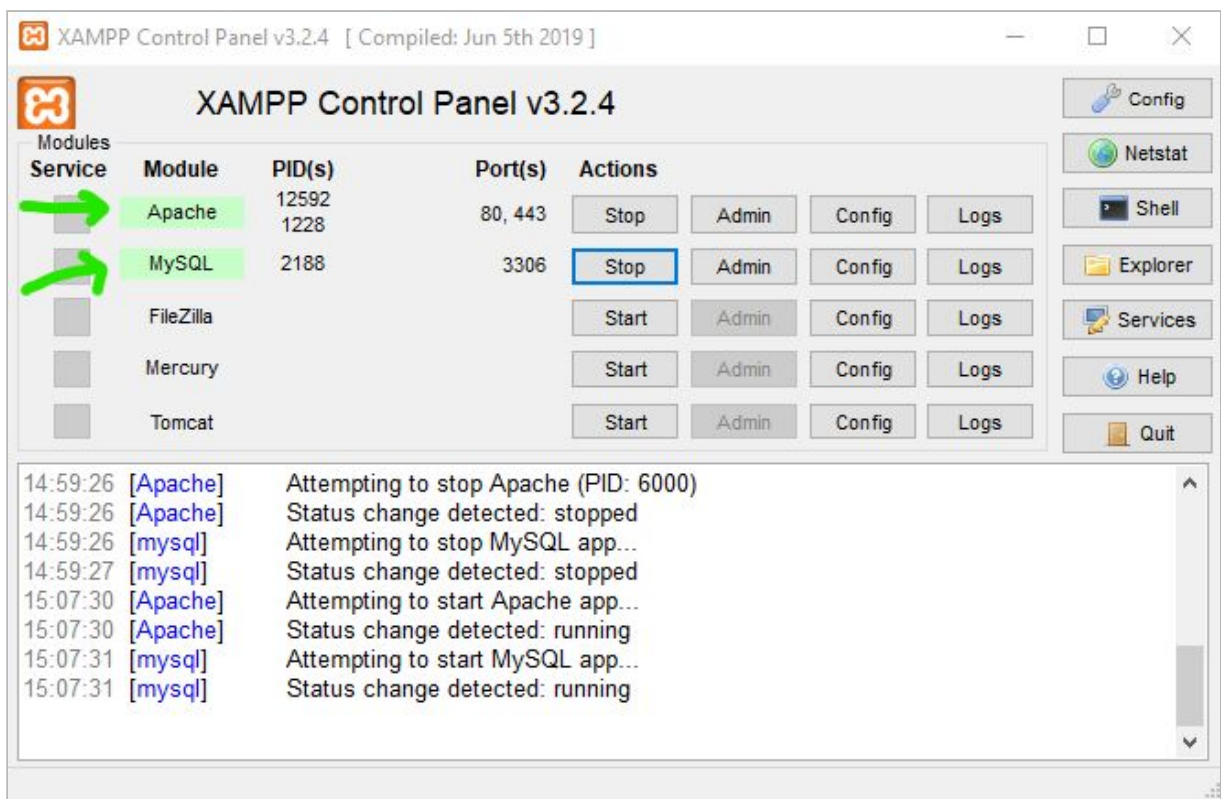 XAMPP Control Panel v3.2.4 [ Compiled: Jun 5th 2019 ]
XAMPP Control Panel v3.2.4
Config
Modules
Service Module PID(s) Port(s) Actions
Netstat
Apache 12592 1228 80, 443 Stop Admin Config Logs
Shell
MySQL 2188 3306 Stop Admin Config Logs
Explorer
FileZilla Start Admin Config Logs
Services
Mercury Start Admin Config Logs
Help
Tomcat Start Admin Config Logs
Quit
14:59:26 [Apache] Attempting to stop Apache (PID: 6000)
14:59:26 [Apache] Status change detected: stopped
14:59:26 [mysql] Attempting to stop MySQL app...
14:59:27 [mysql] Status change detected: stopped
15:07:30 [Apache] Attempting to start Apache app...
15:07:30 [Apache] Status change detected: running
15:07:31 [mysql] Attempting to start MySQL app...
15:07:31 [mysql] Status change detected: running